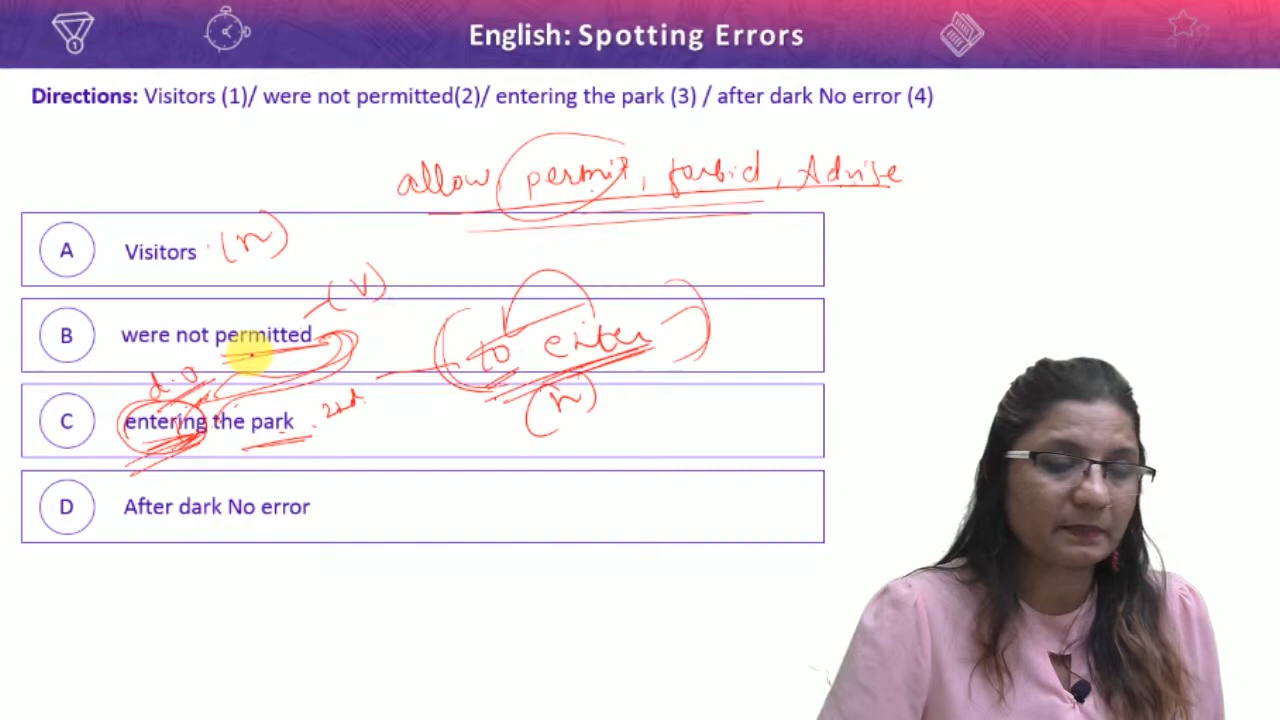 English: Spotting Errors
Directions: Visitors (1)/ were not permitted(2)/ entering the park (3) / after dark No error (4)
allow, permit, forbid, Advise
A Visitors (n)
(V)
B were not permitted
(to enter)
(n)
d.o
C entering the park 2nd
D After dark No error